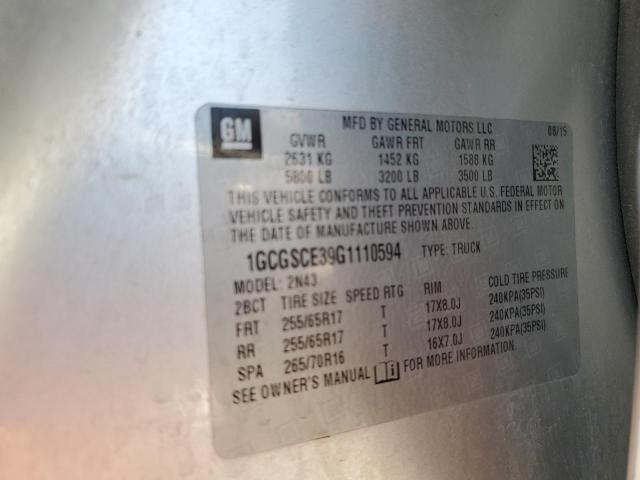 GM
MFD BY GENERAL MOTORS LLC 08/15
GVWR GAWR FRT GAWR RR
2631 KG 1452 KG 1588 KG
5800 LB 3200 LB 3500 LB
THIS VEHICLE CONFORMS TO ALL APPLICABLE U.S. FEDERAL MOTOR
VEHICLE SAFETY AND THEFT PREVENTION STANDARDS IN EFFECT ON
THE DATE OF MANUFACTURE SHOWN ABOVE.
1GCGSCE39G1110594 TYPE: TRUCK
MODEL: 2N43
2BCT TIRE SIZE SPEED RTG RIM COLD TIRE PRESSURE
FRT 255/65R17 T 17X8.0J 240KPA(35PSI)
RR 255/65R17 T 17X8.0J 240KPA(35PSI)
SPA 265/70R16 T 16X7.0J 240KPA(35PSI)
SEE OWNER'S MANUAL FOR MORE INFORMATION.